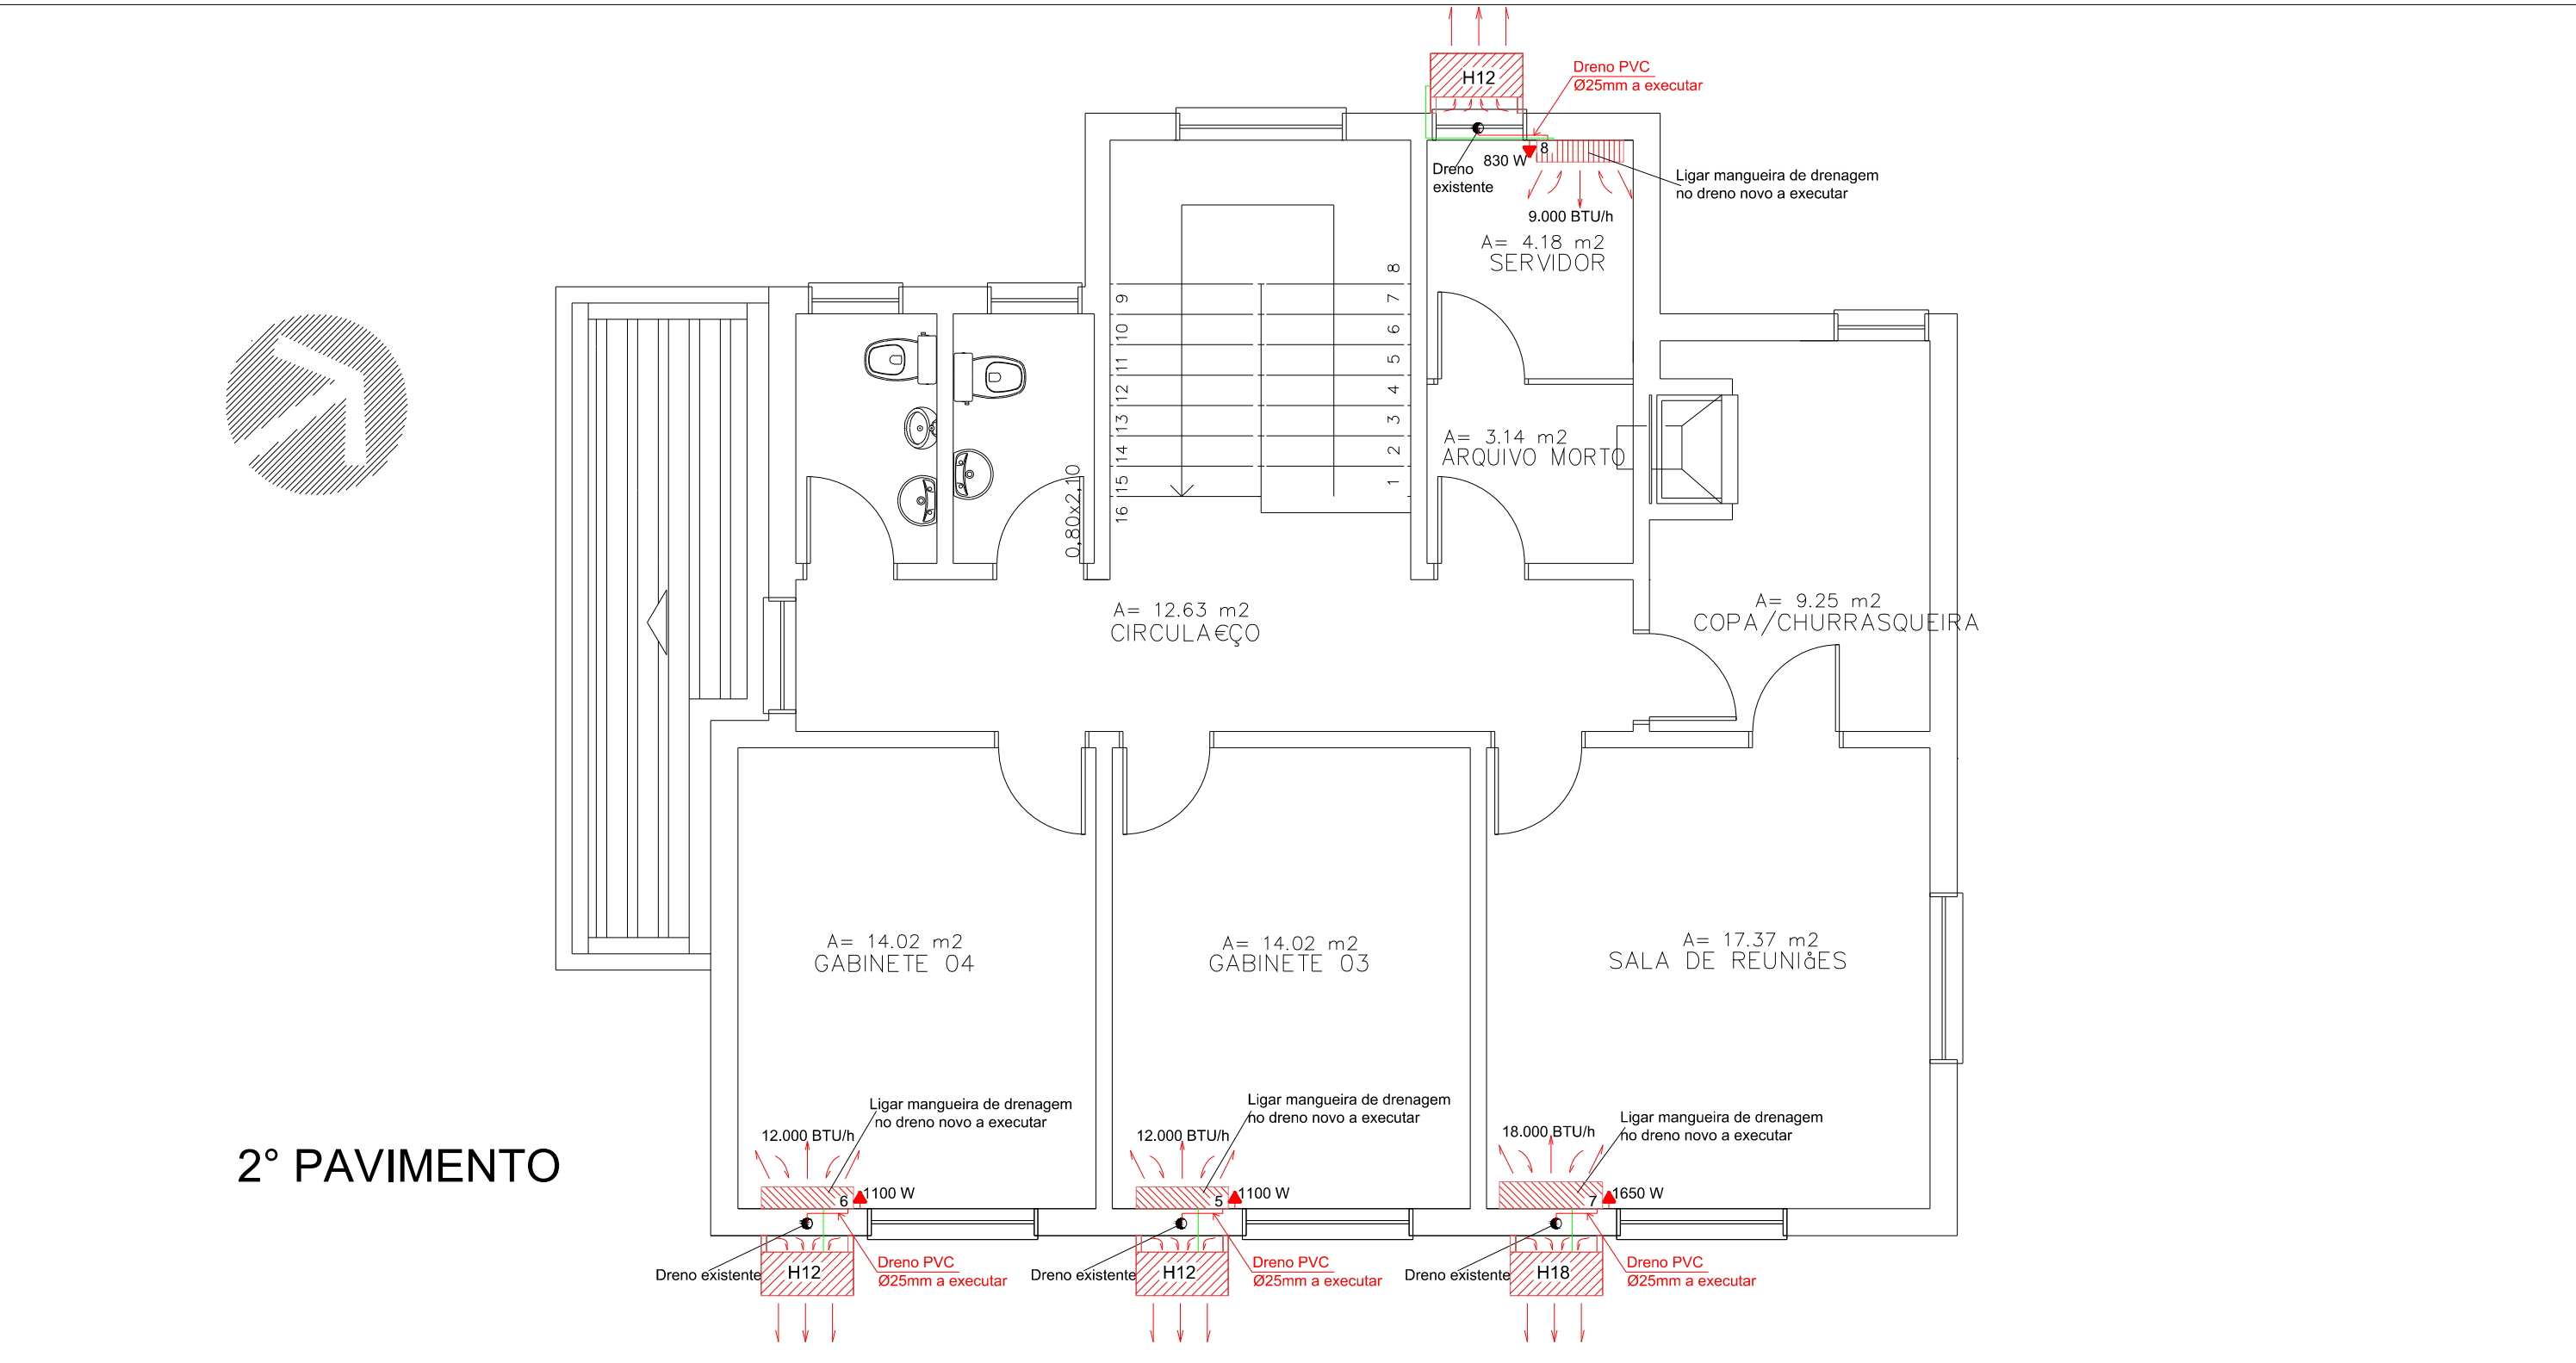 H12
Dreno PVC
Ø25mm a executar
Dreno
existente
830 W
8
Ligar mangueira de drenagem
no dreno novo a executar
9.000 BTU/h
A= 4.18 m2
SERVIDOR
8
7
6
5
4
3
2
1
9
10
11
12
13
14
15
16
0,80x2,10
A= 3.14 m2
ARQUIVO MORTO
A= 12.63 m2
CIRCULA€ÇO
A= 9.25 m2
COPA/CHURRASQUEIRA
A= 14.02 m2
GABINETE 04
A= 14.02 m2
GABINETE 03
A= 17.37 m2
SALA DE REUNIåES
2° PAVIMENTO
Ligar mangueira de drenagem
no dreno novo a executar
12.000 BTU/h
6
1100 W
Dreno existente
H12
Dreno PVC
Ø25mm a executar
Ligar mangueira de drenagem
no dreno novo a executar
12.000 BTU/h
5
1100 W
Dreno existente
H12
Dreno PVC
Ø25mm a executar
Ligar mangueira de drenagem
no dreno novo a executar
18.000 BTU/h
7
1650 W
Dreno existente
H18
Dreno PVC
Ø25mm a executar